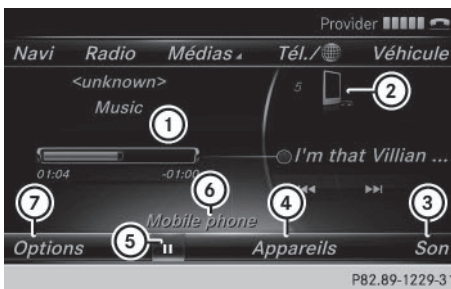 Provider
Navi Radio Médias Tél./ Véhicule
<unknown>
Music
5
2
1
I'm that Villian ...
01:04 -01:00
7 6 4 3
Mobile phone
5
Options Appareils Son
P82.89-1229-31